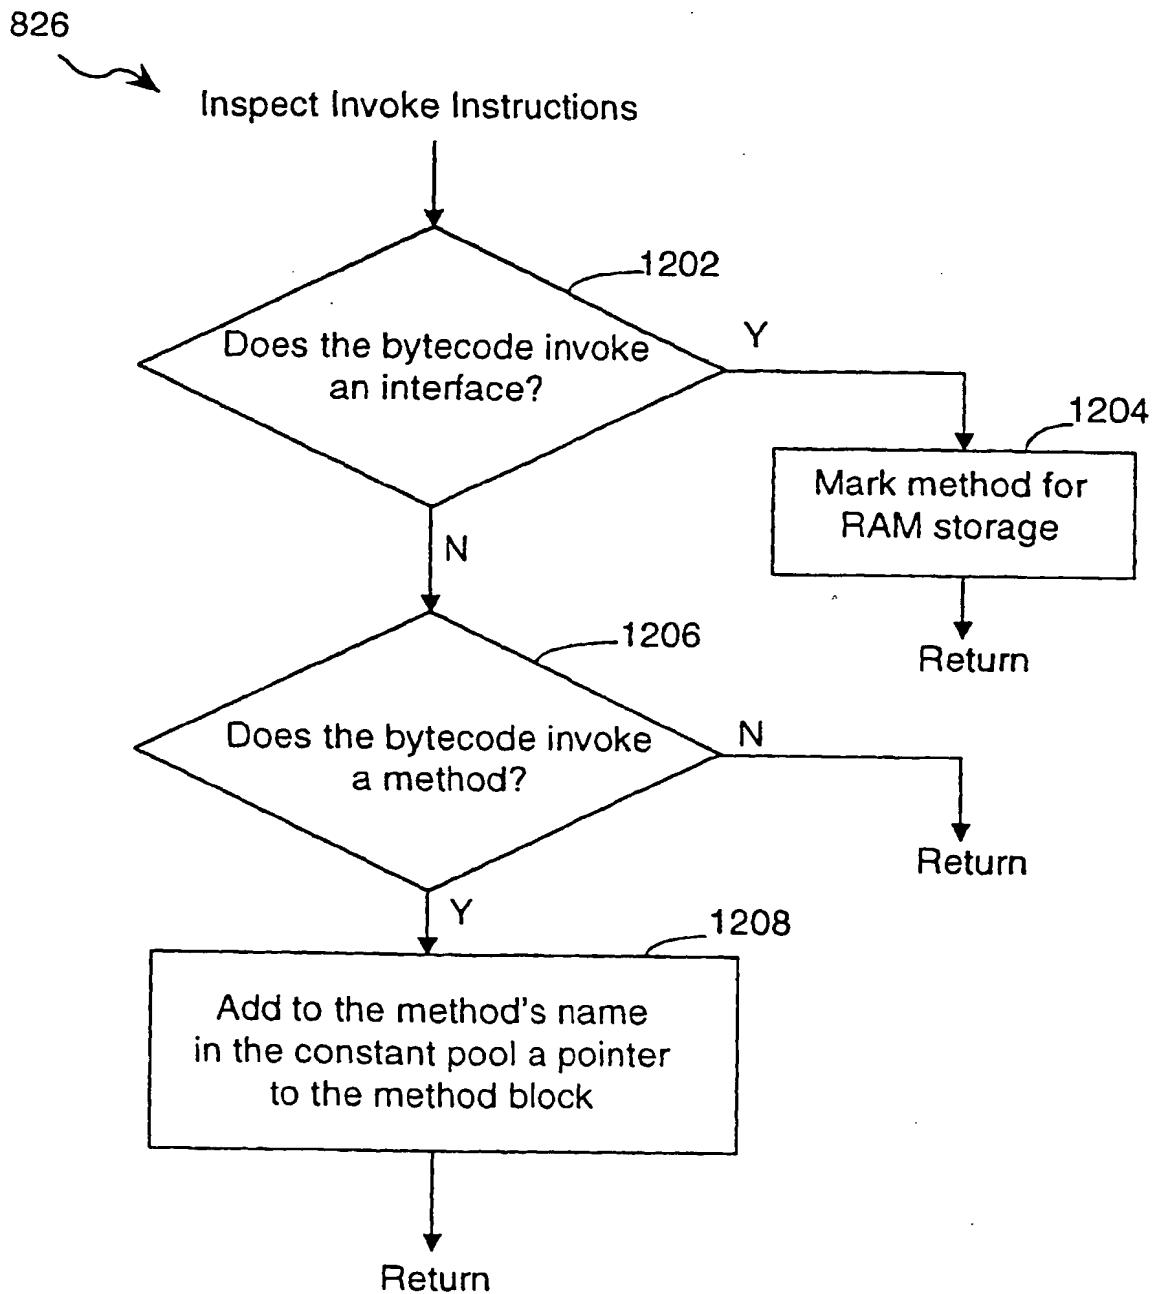 826
Inspect Invoke Instructions
1202
Does the bytecode invoke
an interface?
Y
1204
Mark method for
RAM storage
Return
N
1206
Does the bytecode invoke
a method?
N
Return
Y
1208
Add to the method's name
in the constant pool a pointer
to the method block
Return